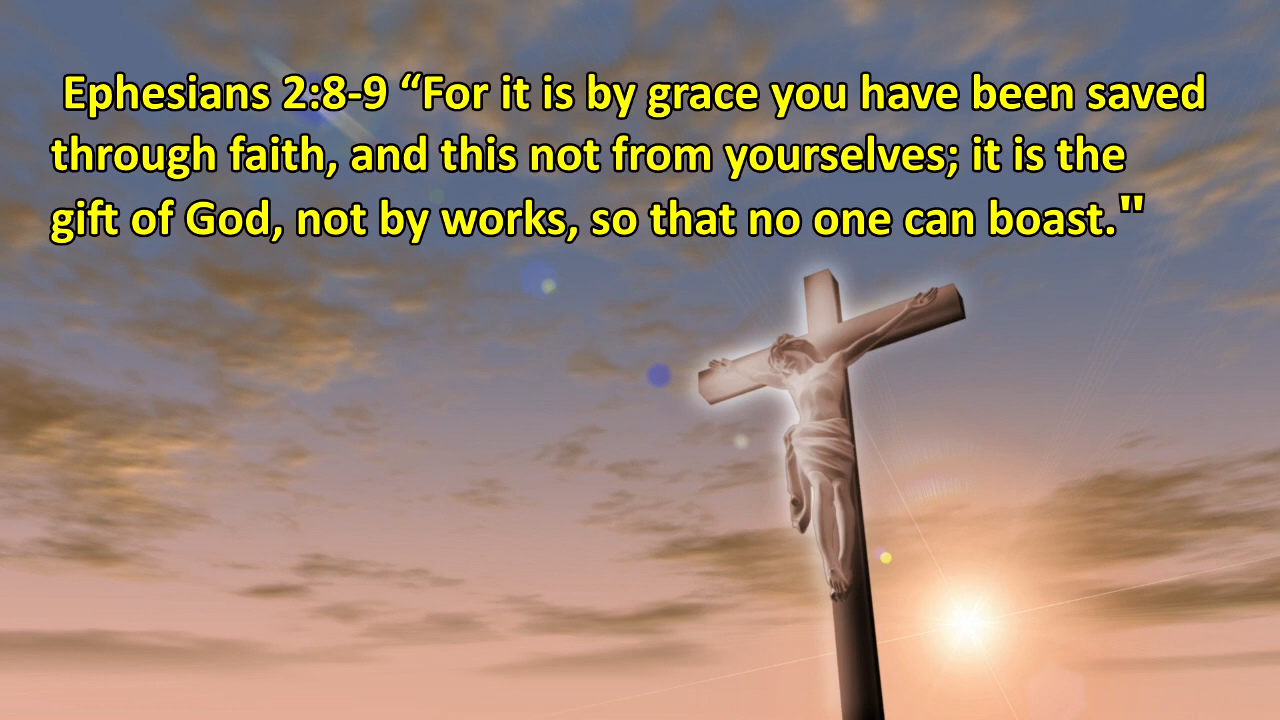 Ephesians 2:8-9 “For it is by grace you have been saved
through faith, and this not from yourselves; it is the
gift of God, not by works, so that no one can boast."